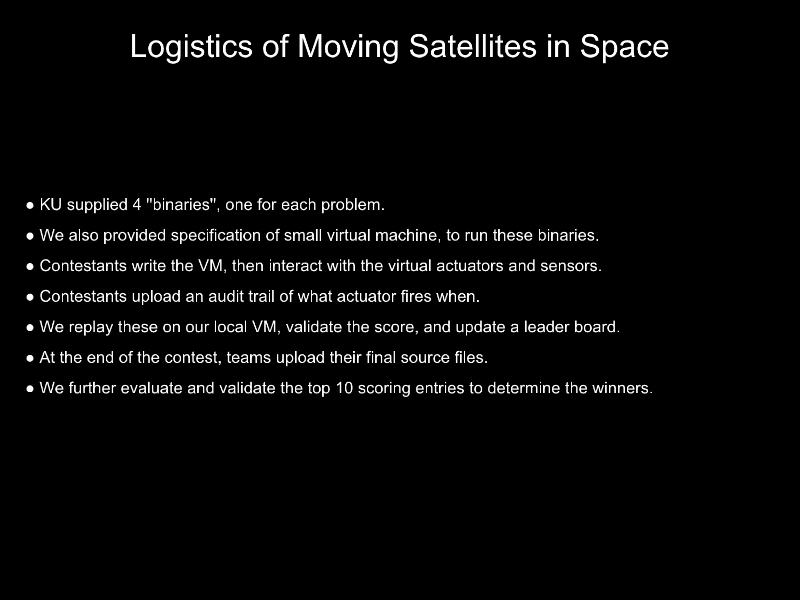 Logistics of Moving Satellites in Space
● KU supplied 4 "binaries", one for each problem.
● We also provided specification of small virtual machine, to run these binaries.
● Contestants write the VM, then interact with the virtual actuators and sensors.
● Contestants upload an audit trail of what actuator fires when.
● We replay these on our local VM, validate the score, and update a leader board.
● At the end of the contest, teams upload their final source files.
● We further evaluate and validate the top 10 scoring entries to determine the winners.